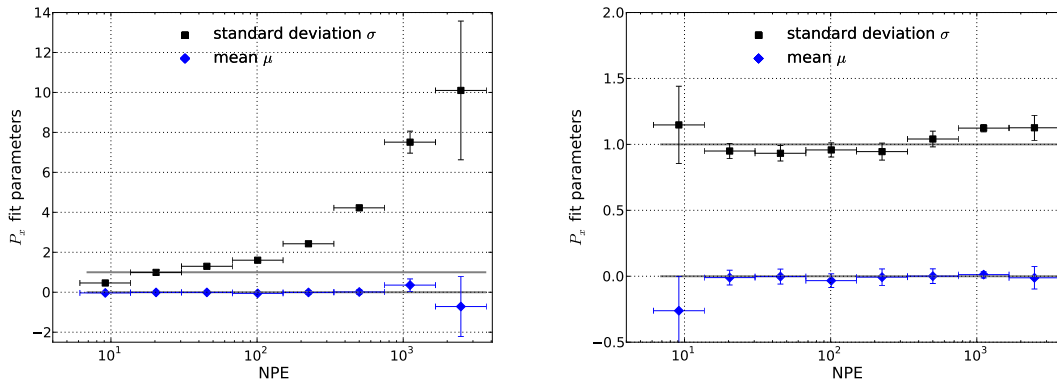 14
12
10
8
6
4
2
0
−2
P_x fit parameters
standard deviation σ
mean μ
10^1
10^2
10^3
NPE
2.0
1.5
1.0
0.5
0.0
−0.5
P_x fit parameters
standard deviation σ
mean μ
10^1
10^2
10^3
NPE